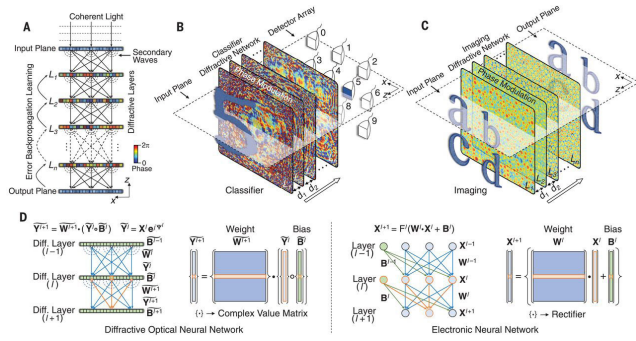 A
Coherent Light
Input Plane
Secondary
Waves
L1
L2
L3
Ln
Error Backpropagation Learning
Diffractive Layers
2π
0
Phase
Output Plane
z
x
B
Detector Array
Classifier
Diffractive Network
Input Plane
Phase Modulation
0
1
2
3
4
5
6
7
8
9
x
z
d1
d2
Classifier
C
Output Plane
Imaging
Diffractive Network
Input Plane
Phase Modulation
a b
c d
a b
c d
x
z
d1
d2
Imaging
D
Diff. Layer
(l−1)
Diff. Layer
(l)
Diff. Layer
(l+1)
Weight
Bias
{·} → Complex Value Matrix
Diffractive Optical Neural Network
X^{l+1} = F^l(W^l·X^l + B^l)
Layer
(l−1)
Layer
(l)
Layer
(l+1)
Weight
Bias
{·} → Rectifier
Electronic Neural Network